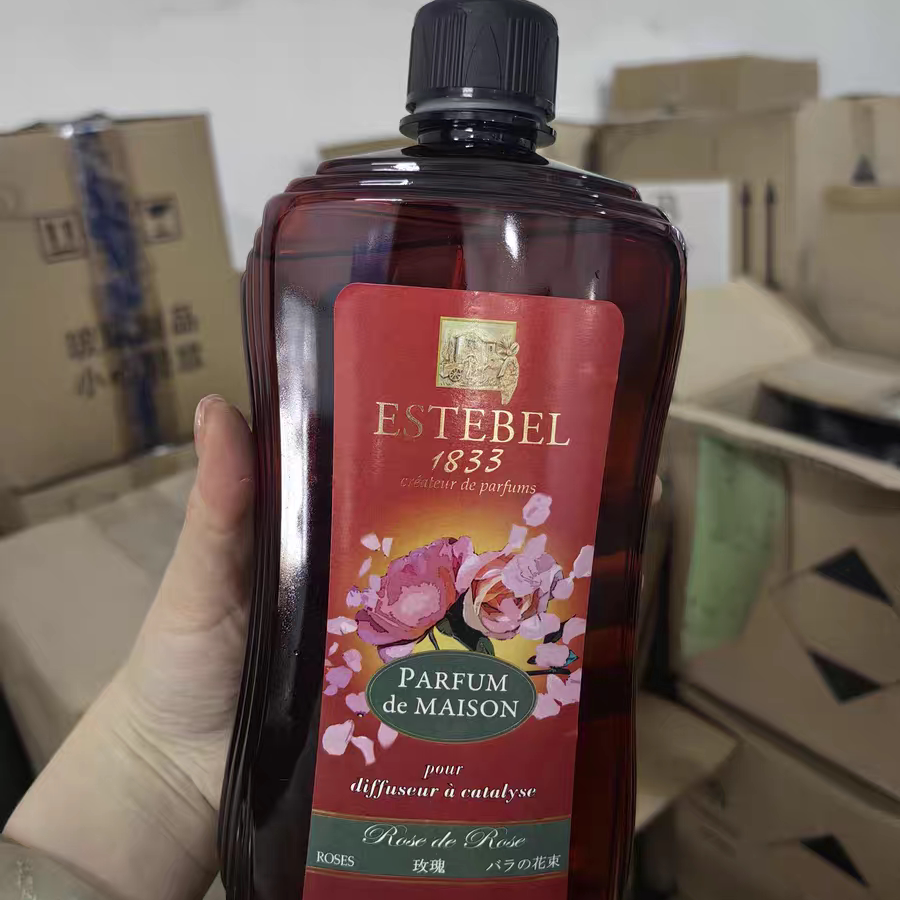 ESTEBEL
1833
créateur de parfums
PARFUM
de MAISON
pour
diffuseur à catalyse
Rose de Rose
ROSES 玫瑰 バラの花束